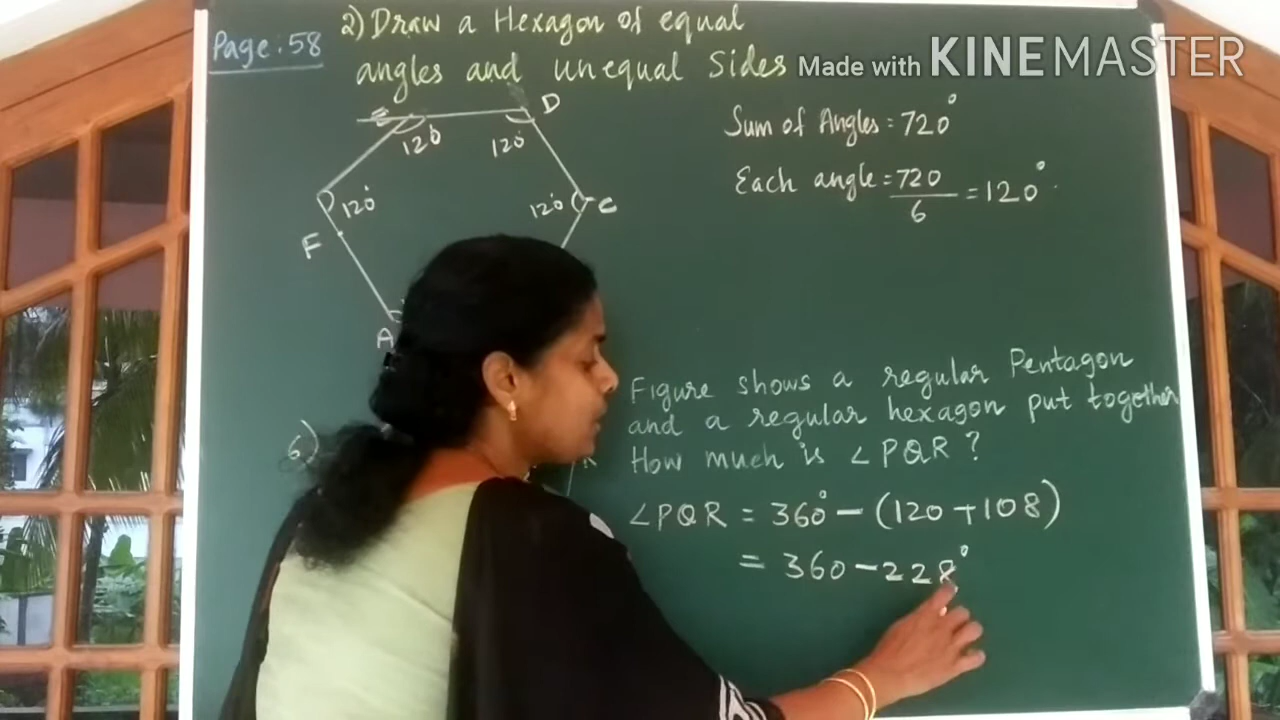 Page: 58
2) Draw a Hexagon of equal
angles and unequal Sides
Made with KINEMASTER
D
120°
120°
120°
120°
C
F
A
Sum of Angles = 720°
Each angle = 720/6 = 120°
6)
R
Figure shows a regular Pentagon
and a regular hexagon put together
How much is ∠PQR ?
∠PQR = 360° - (120 + 108)
= 360 - 228°